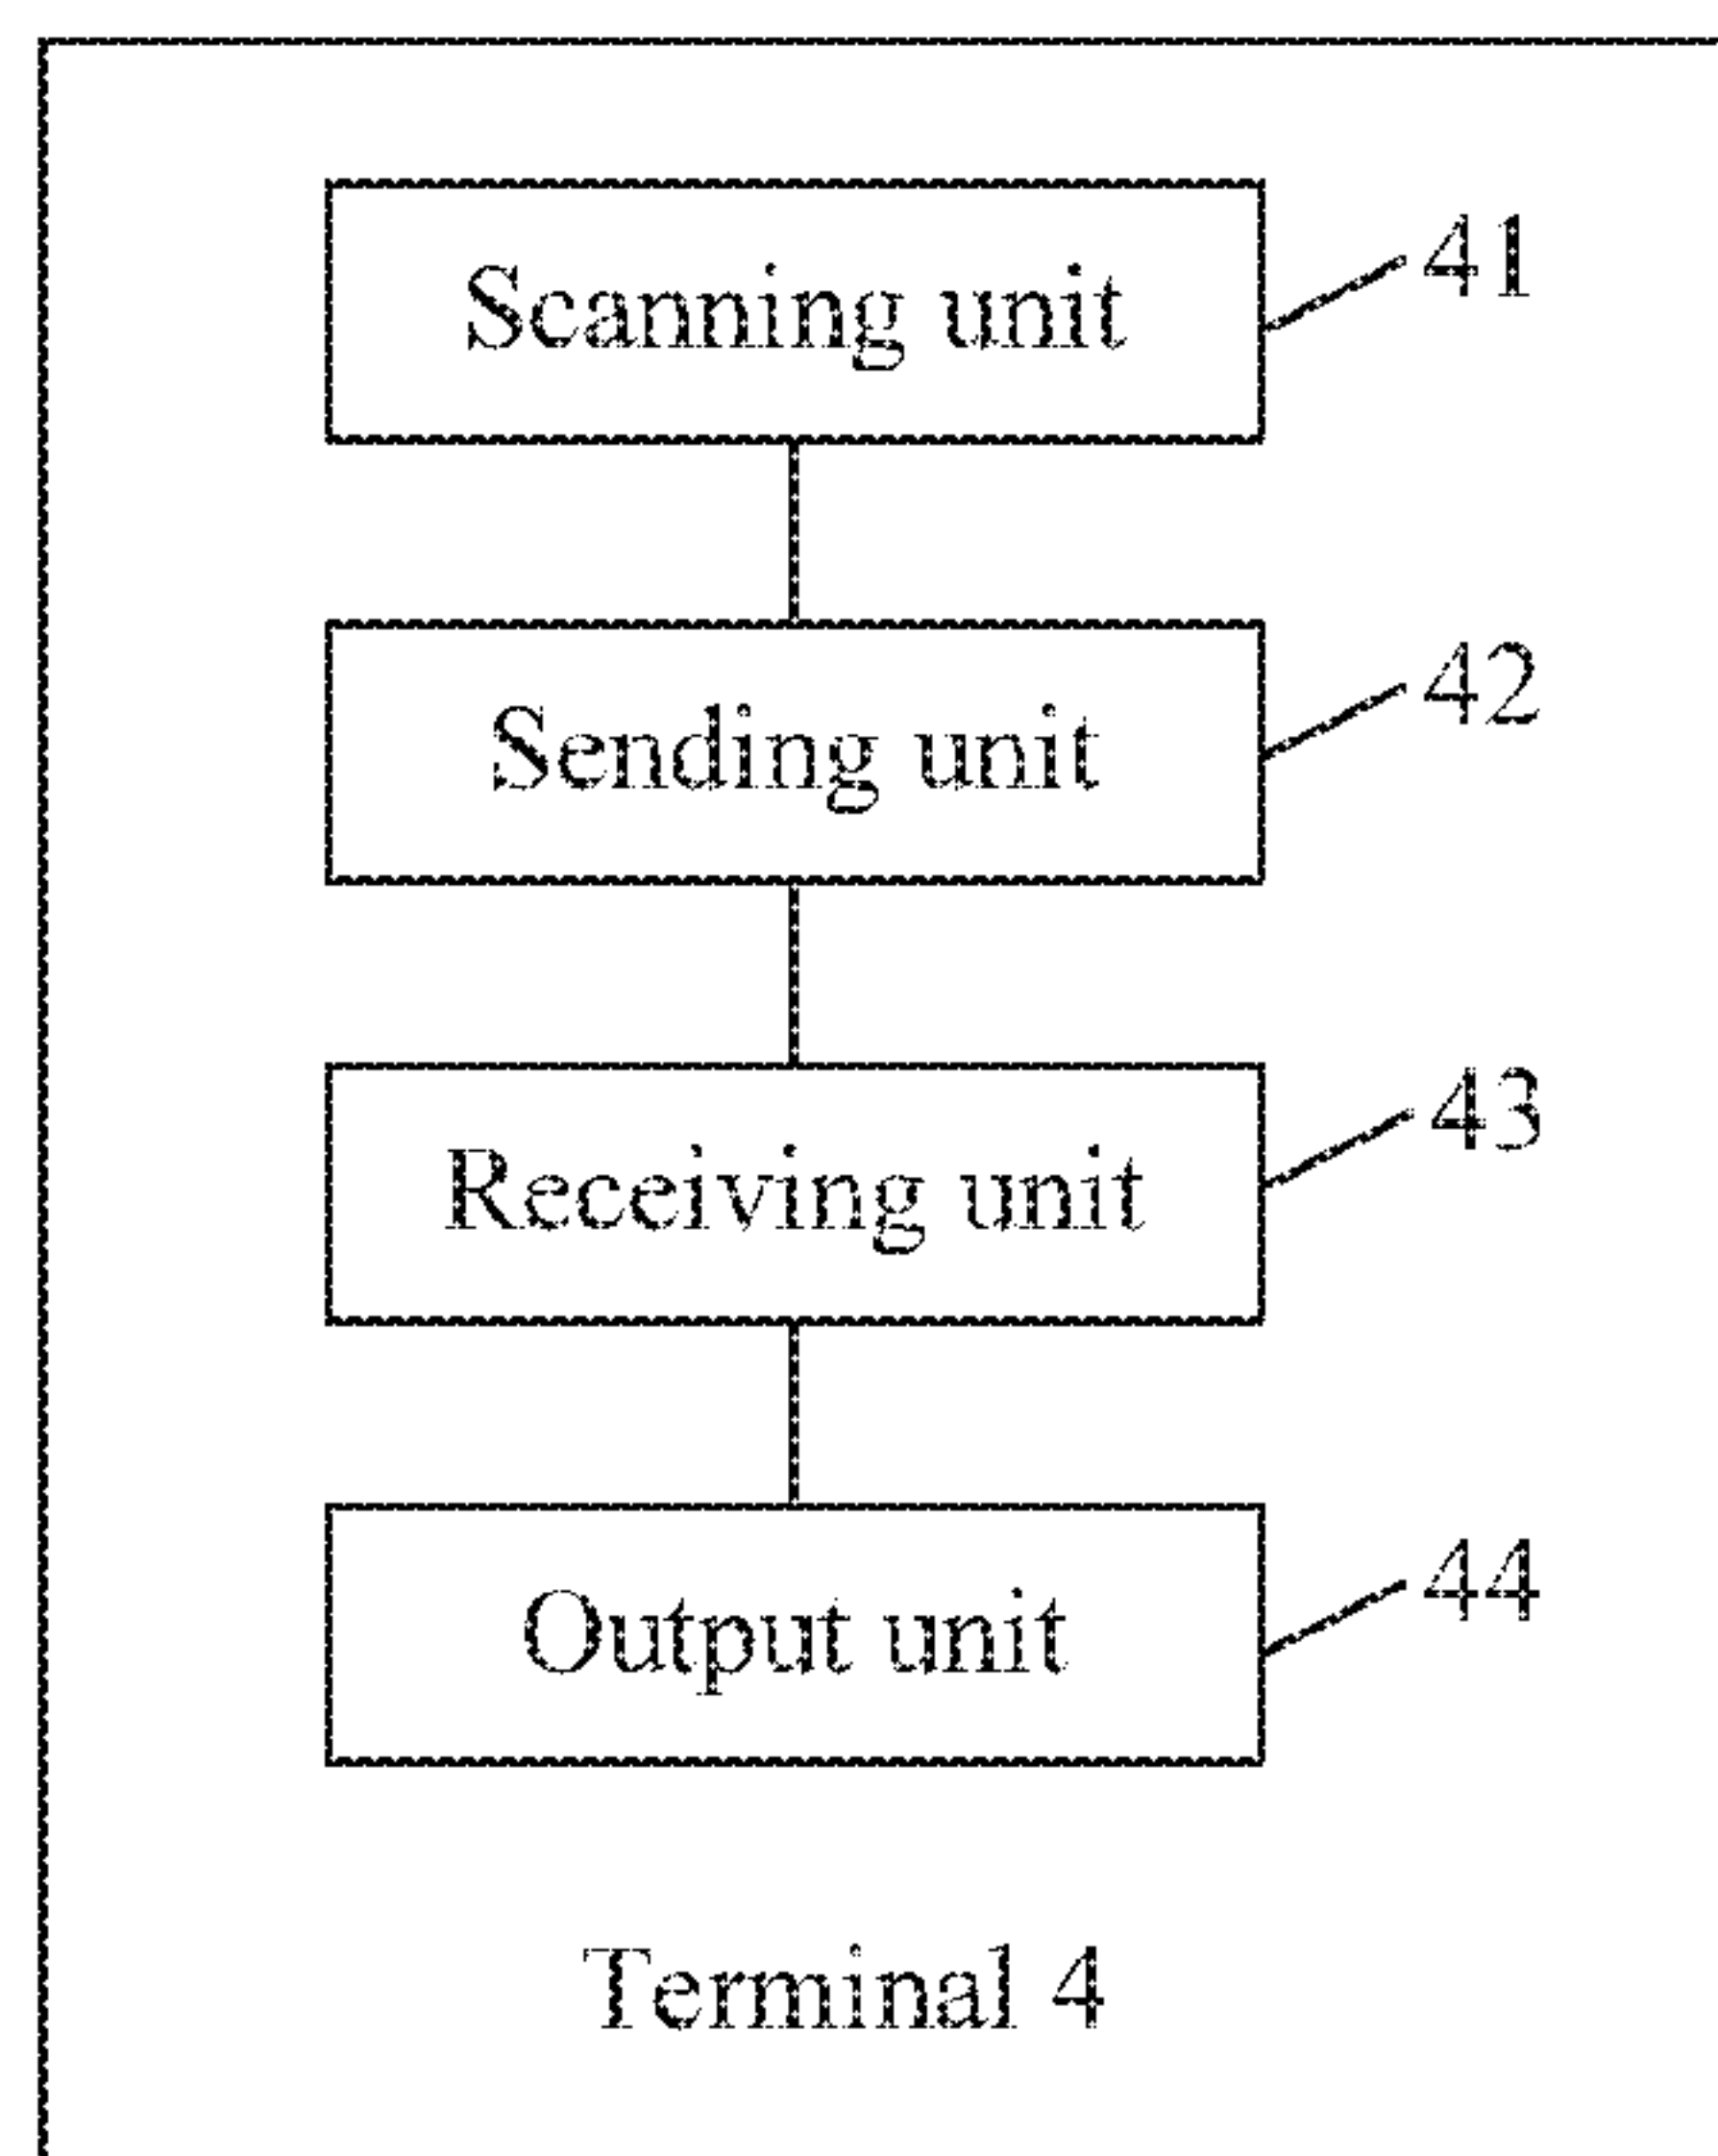 Scanning unit
41
Sending unit
42
Receiving unit
43
Output unit
44
Terminal 4